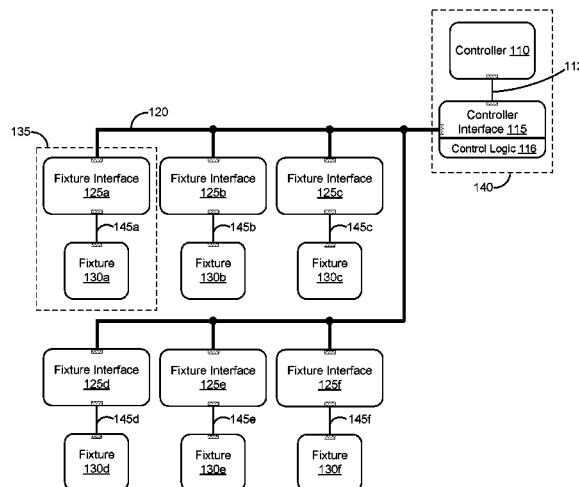 Controller 110
112
Controller
Interface 115
Control Logic 116
140
120
135
Fixture Interface
125a
Fixture Interface
125b
Fixture Interface
125c
145a
145b
145c
Fixture
130a
Fixture
130b
Fixture
130c
Fixture Interface
125d
Fixture Interface
125e
Fixture Interface
125f
145d
145e
145f
Fixture
130d
Fixture
130e
Fixture
130f